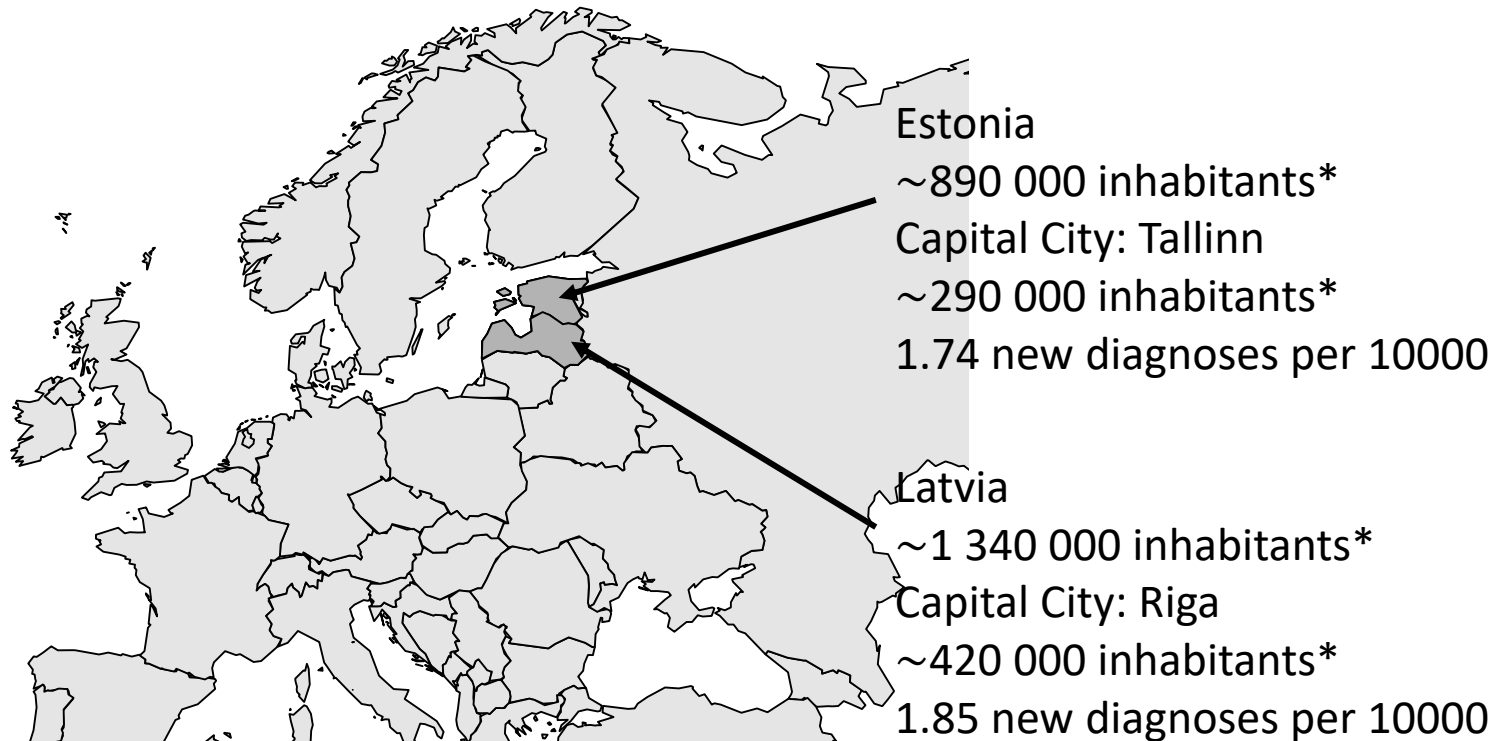 Estonia
~890 000 inhabitants*
Capital City: Tallinn
~290 000 inhabitants*
1.74 new diagnoses per 10000
Latvia
~1 340 000 inhabitants*
Capital City: Riga
~420 000 inhabitants*
1.85 new diagnoses per 10000